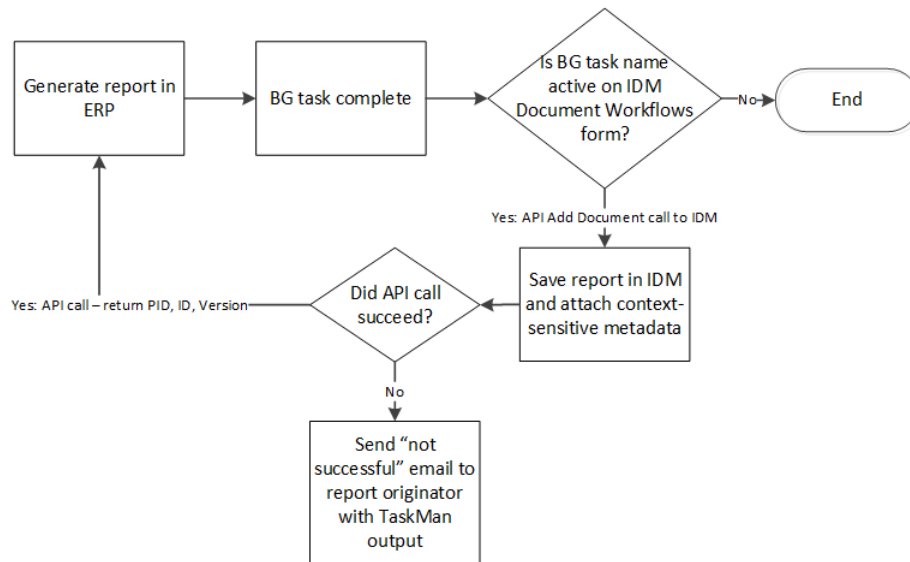 Generate report in
ERP
BG task complete
Is BG task name
active on IDM
Document Workflows
form?
No
End
Yes: API Add Document call to IDM
Save report in IDM
and attach context-
sensitive metadata
Did API call
succeed?
Yes: API call – return PID, ID, Version
No
Send “not
successful” email to
report originator
with TaskMan
output